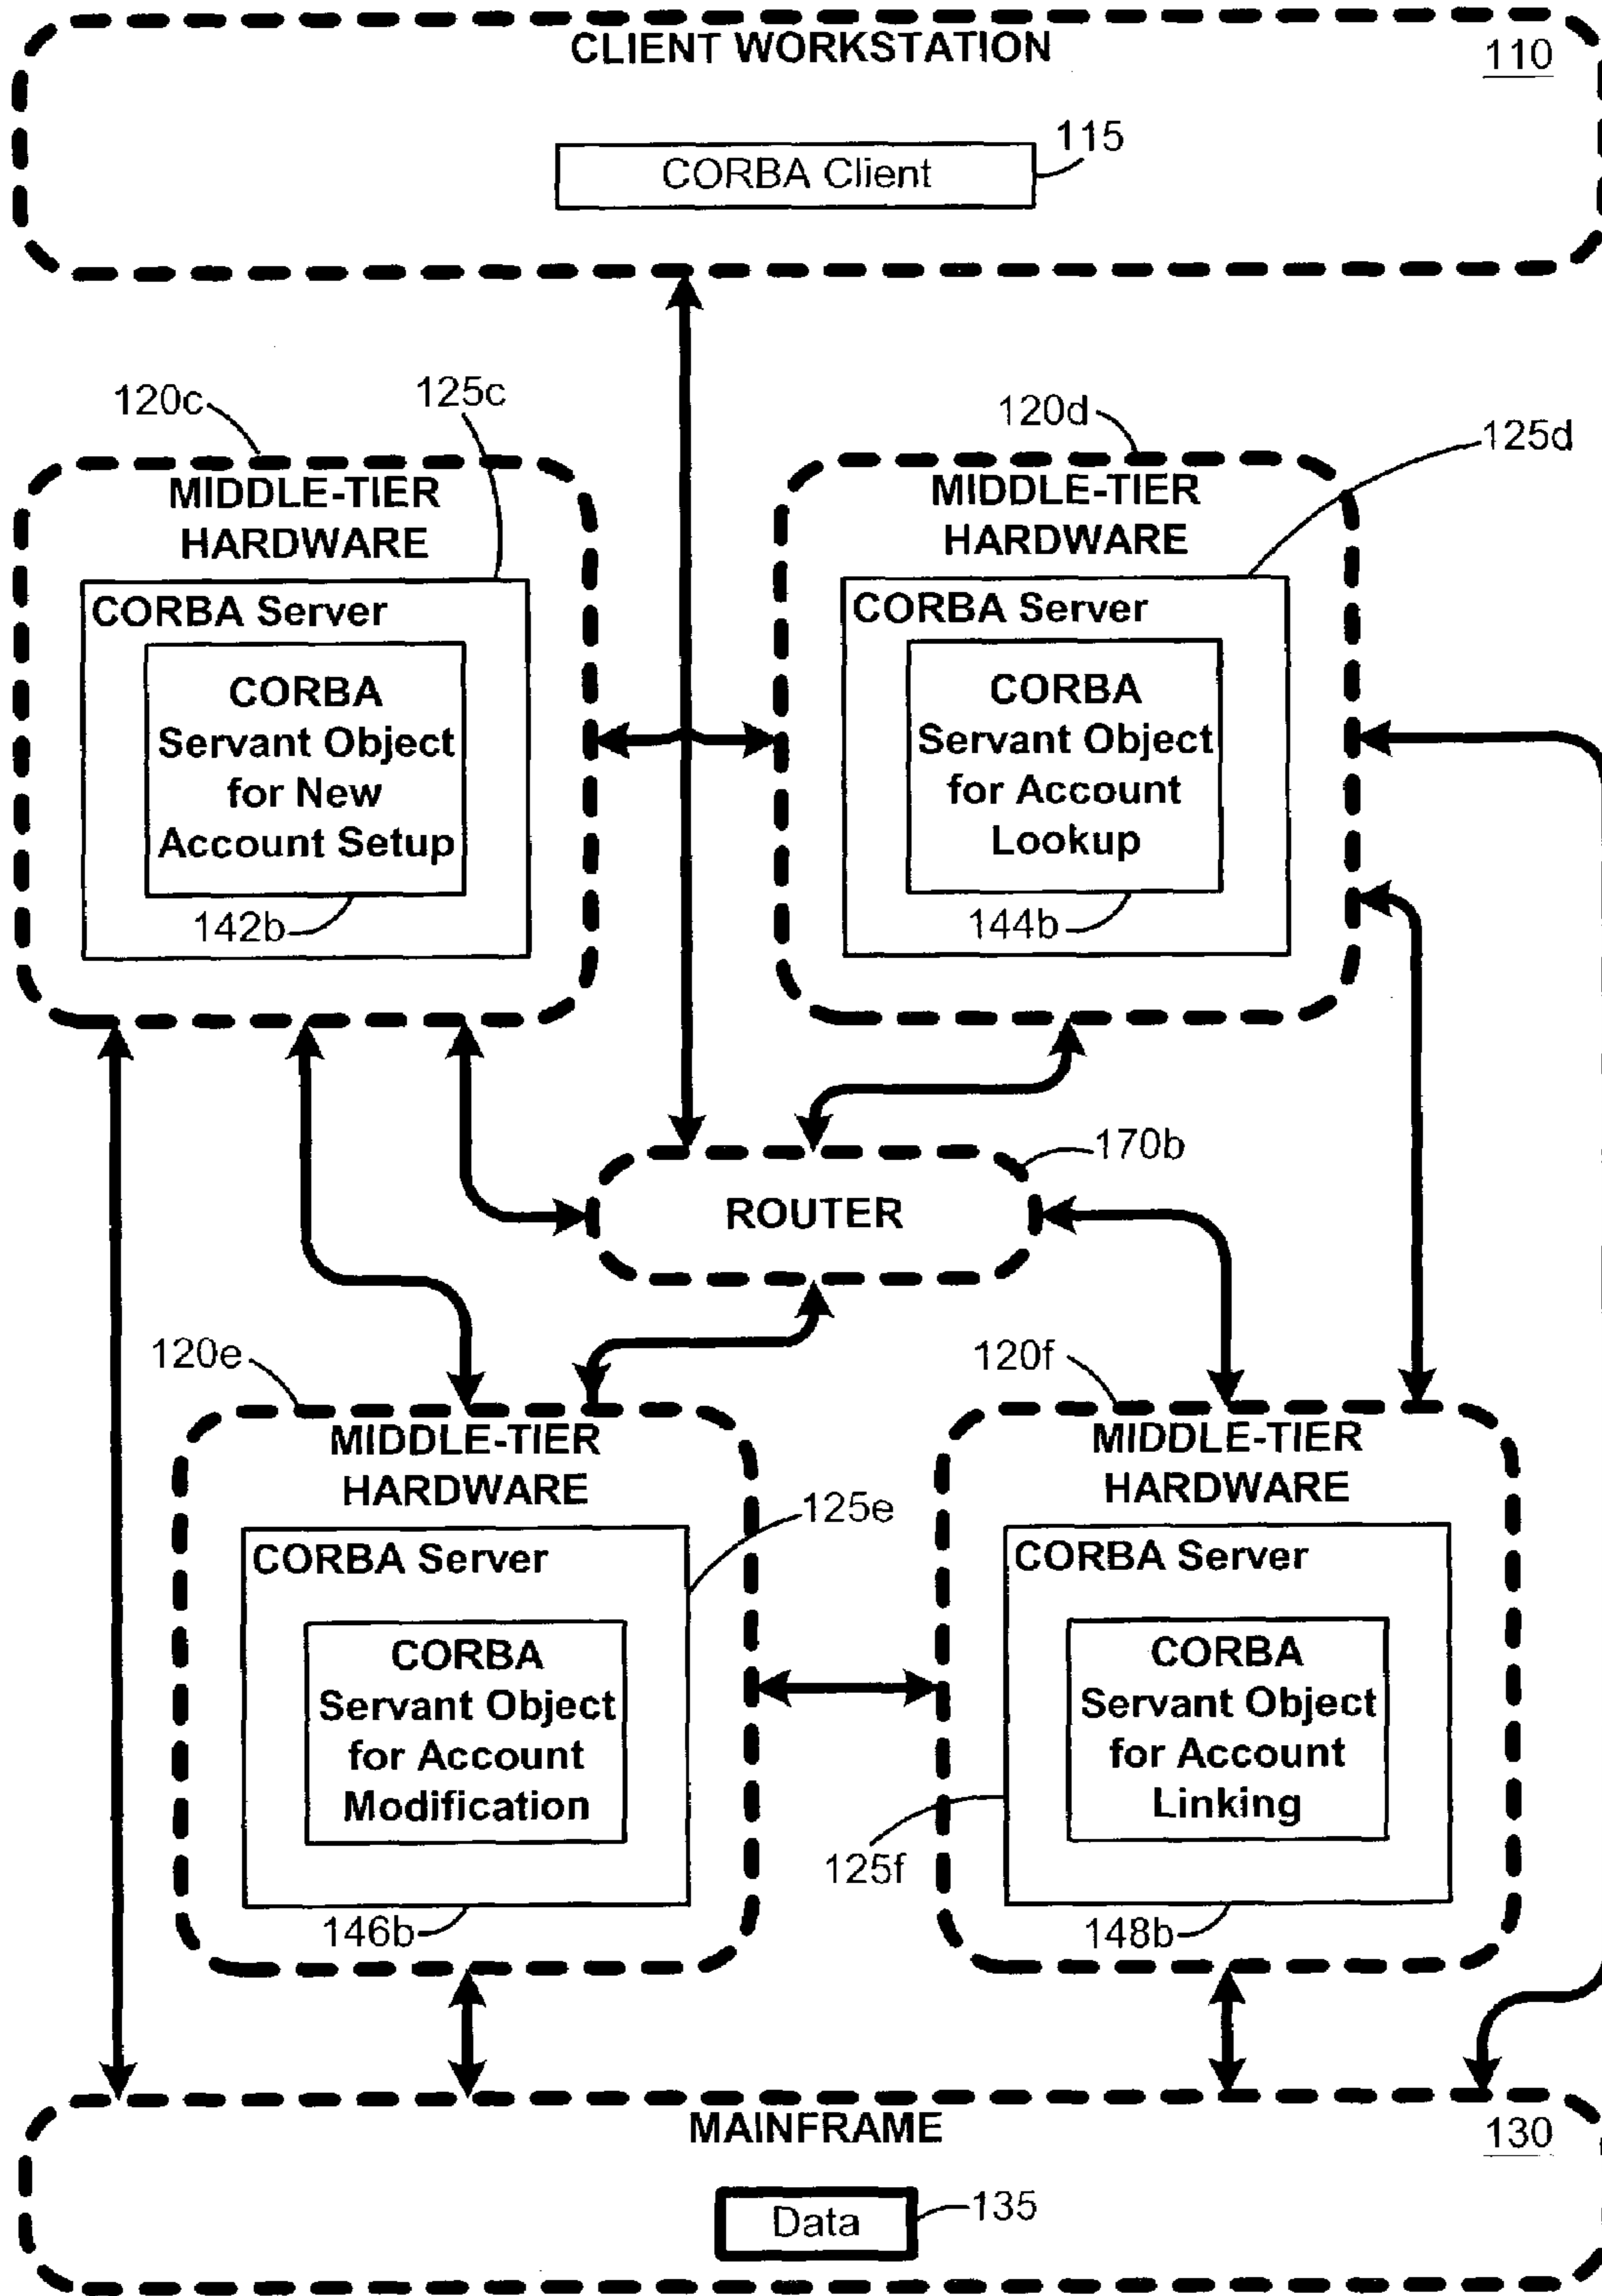 CLIENT WORKSTATION
110
115
CORBA Client
120c
125c
120d
125d
MIDDLE-TIER
HARDWARE
CORBA Server
CORBA
Servant Object
for New
Account Setup
142b
MIDDLE-TIER
HARDWARE
CORBA Server
CORBA
Servant Object
for Account
Lookup
144b
170b
ROUTER
120e
120f
MIDDLE-TIER
HARDWARE
125e
CORBA Server
CORBA
Servant Object
for Account
Modification
146b
MIDDLE-TIER
HARDWARE
CORBA Server
CORBA
Servant Object
for Account
Linking
125f
148b
MAINFRAME
130
Data
135